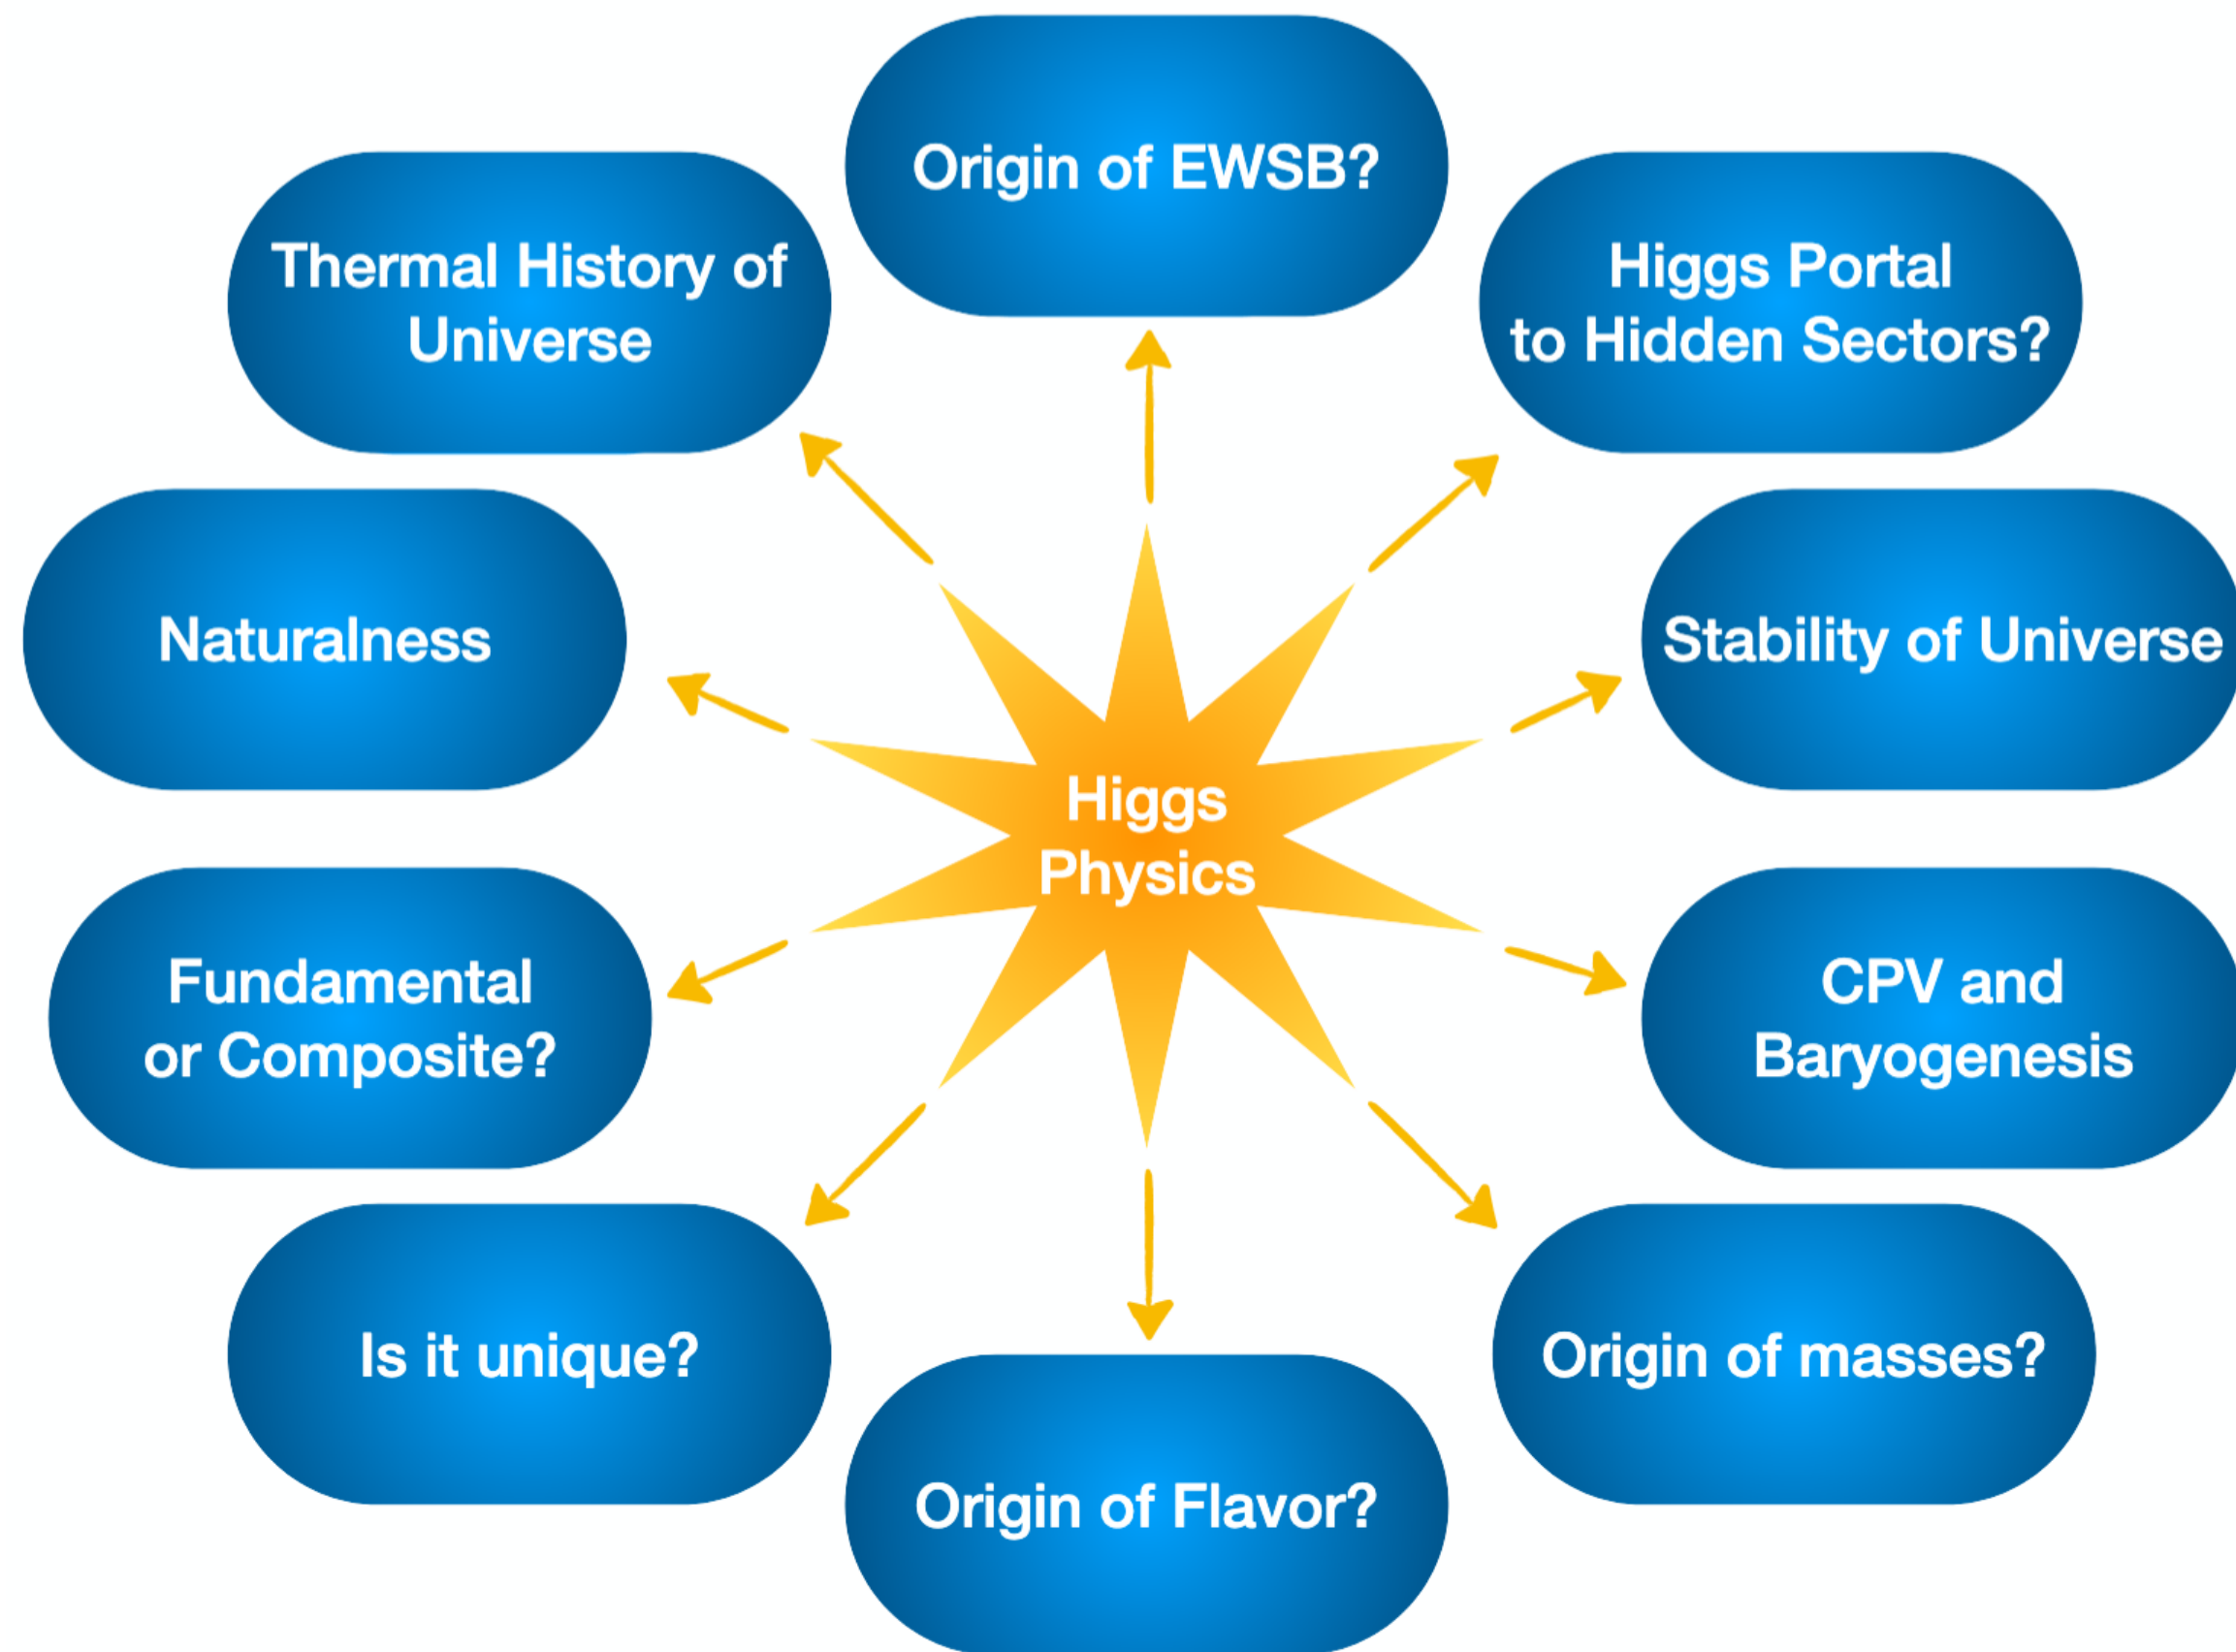 Origin of EWSB?
Thermal History of
Universe
Higgs Portal
to Hidden Sectors?
Naturalness
Stability of Universe
Higgs
Physics
Fundamental
or Composite?
CPV and
Baryogenesis
Is it unique?
Origin of masses?
Origin of Flavor?